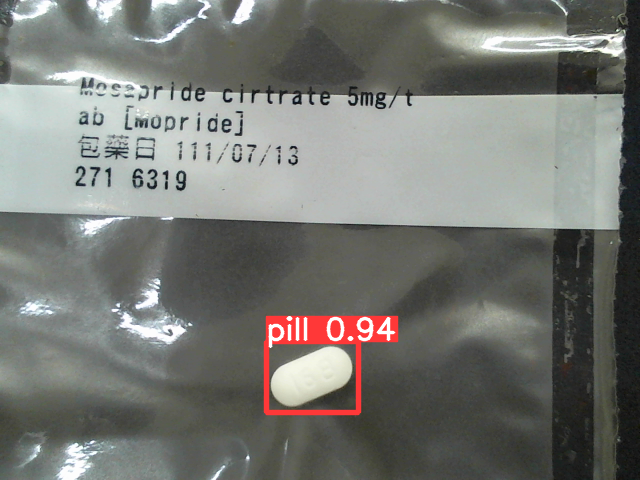 Mosapride cirtrate 5mg/t
ab [Mopride]
包藥日 111/07/13
271 6319
pill 0.94